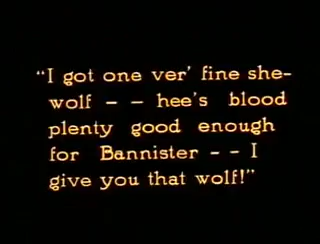 "I got one ver' fine she-
wolf - - hee's blood
plenty good enough
for Bannister - - I
give you that wolf!"